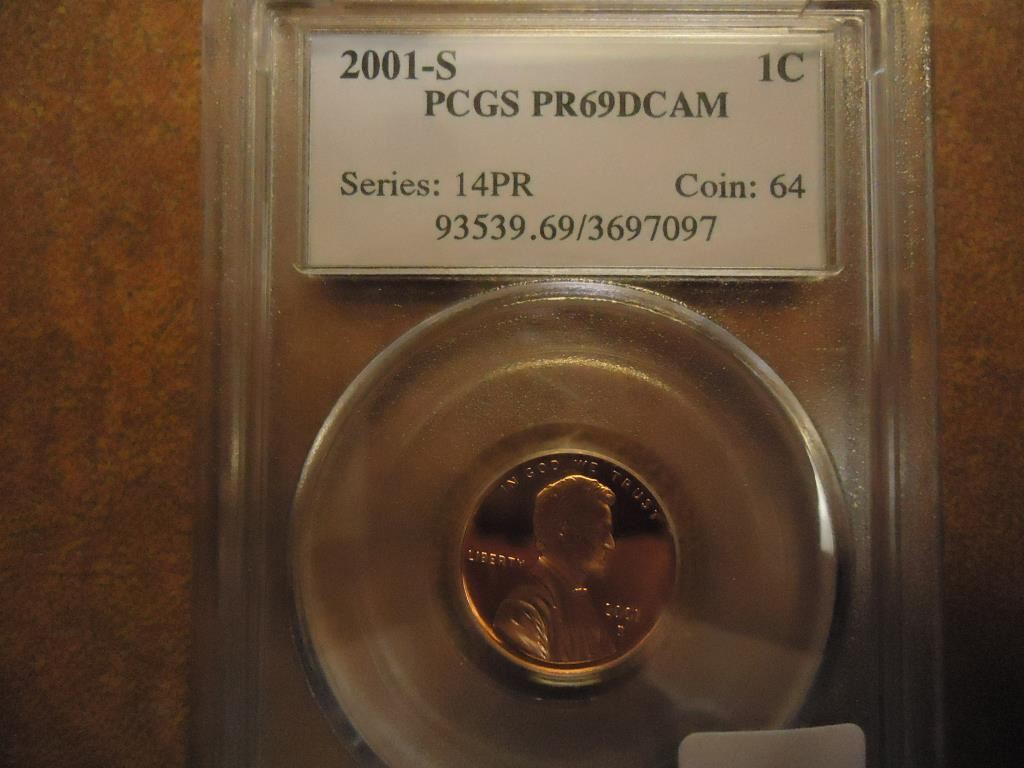 2001-S 1C
PCGS PR69DCAM
Series: 14PR Coin: 64
93539.69/3697097
IN GOD WE TRUST
LIBERTY
2001
S